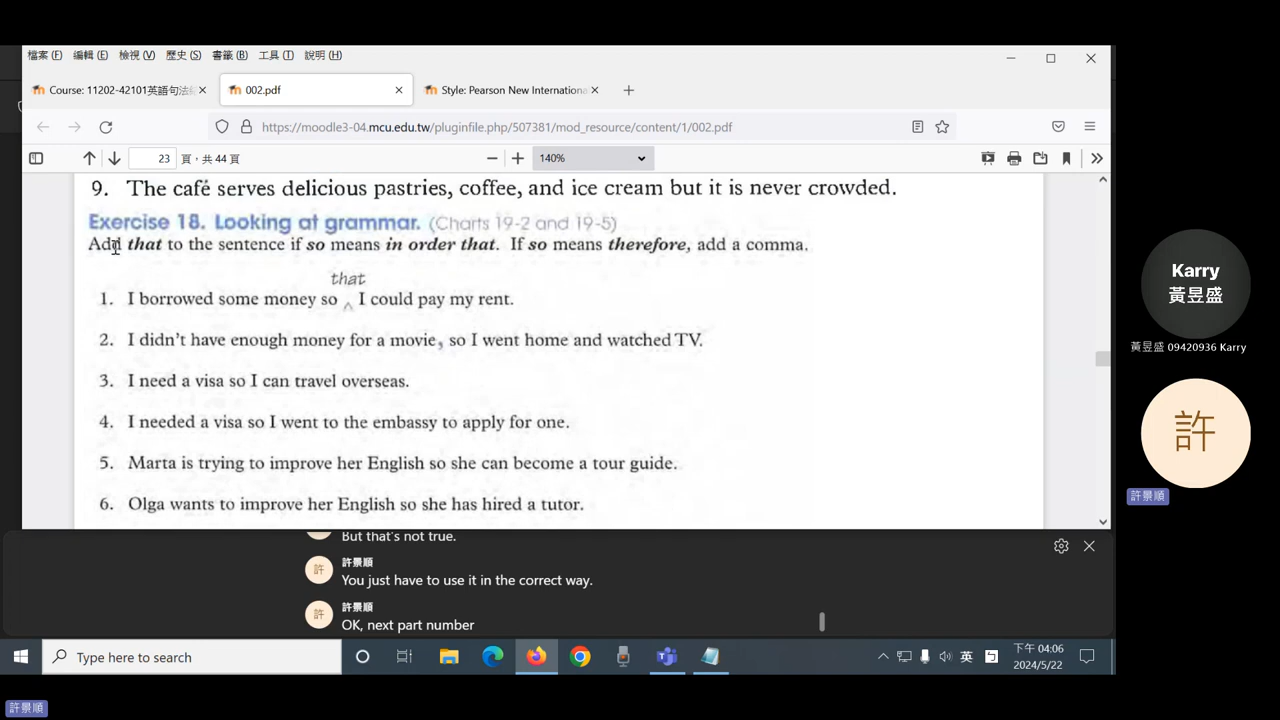 檔案 (F) 編輯 (E) 檢視 (V) 歷史 (S) 書籤 (B) 工具 (T) 說明 (H)
Course: 11202-42101英語句法結
002.pdf
Style: Pearson New Internationa
https://moodle3-04.mcu.edu.tw/pluginfile.php/507381/mod_resource/content/1/002.pdf
23 頁，共 44 頁
140%
9. The café serves delicious pastries, coffee, and ice cream but it is never crowded.
Exercise 18. Looking at grammar. (Charts 19-2 and 19-5)
Add that to the sentence if so means in order that. If so means therefore, add a comma.
that
1. I borrowed some money so ^ I could pay my rent.
2. I didn't have enough money for a movie, so I went home and watched TV.
3. I need a visa so I can travel overseas.
4. I needed a visa so I went to the embassy to apply for one.
5. Marta is trying to improve her English so she can become a tour guide.
6. Olga wants to improve her English so she has hired a tutor.
Karry
黃昱盛
黃昱盛 09420936 Karry
許
許景順
But that's not true.
許
許景順
You just have to use it in the correct way.
許
許景順
OK, next part number
Type here to search
英
下午 04:06
2024/5/22
許景順